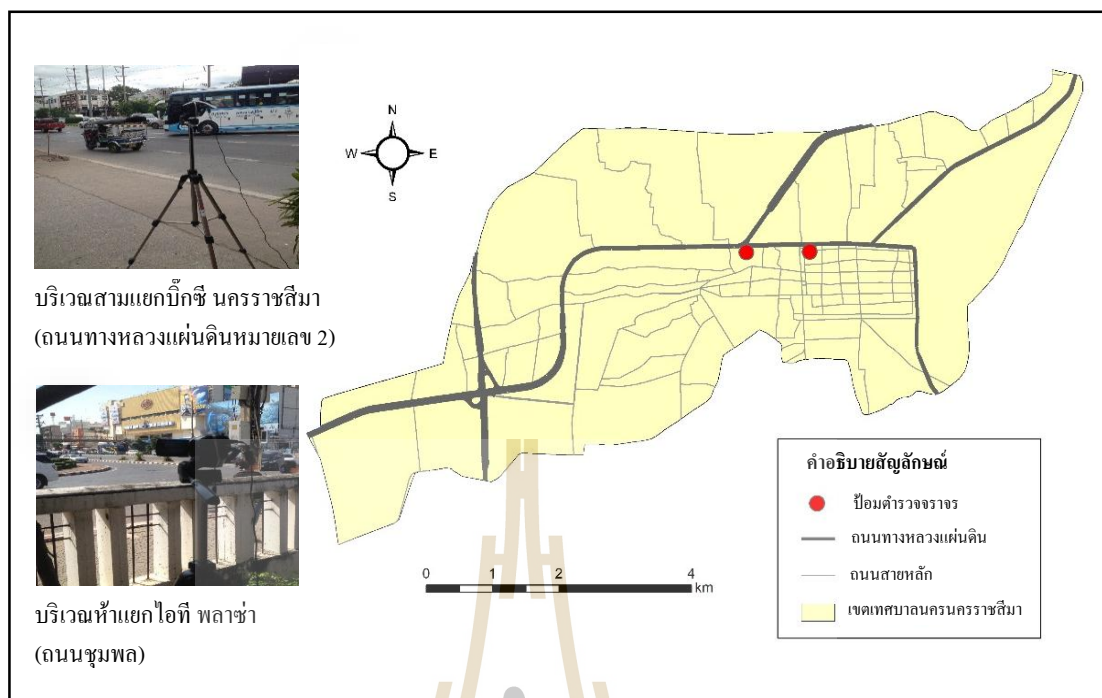 บริเวณสามแยกบิ๊กซี นครราชสีมา
(ถนนทางหลวงแผ่นดินหมายเลข 2)
บริเวณห้าแยกไอที พลาซ่า
(ถนนชุมพล)
N
W E
S
0 1 2 4
km
คำอธิบายสัญลักษณ์
ป้อมตำรวจจราจร
ถนนทางหลวงแผ่นดิน
ถนนสายหลัก
เขตเทศบาลนครนครราชสีมา